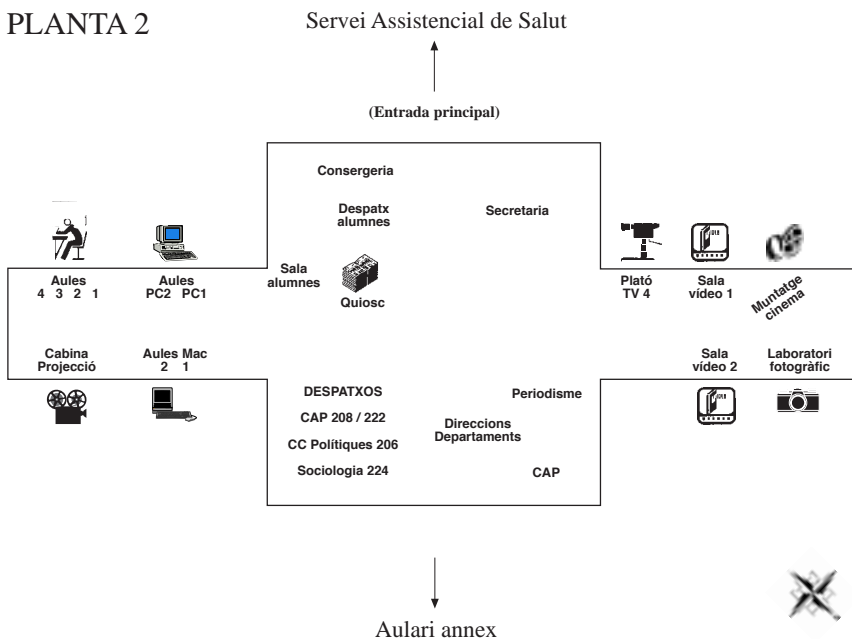 PLANTA 2
Servei Assistencial de Salut
(Entrada principal)
Consergeria
Despatx
alumnes
Secretaria
Sala
alumnes
Quiosc
Aules
4 3 2 1
Aules
PC2 PC1
Plató
TV 4
Sala
vídeo 1
Muntatge
cinema
Cabina
Projecció
Aules Mac
2 1
Sala
vídeo 2
Laboratori
fotogràfic
DESPATXOS
CAP 208 / 222
CC Polítiques 206
Sociologia 224
Periodisme
Direccions
Departaments
CAP
Aulari annex